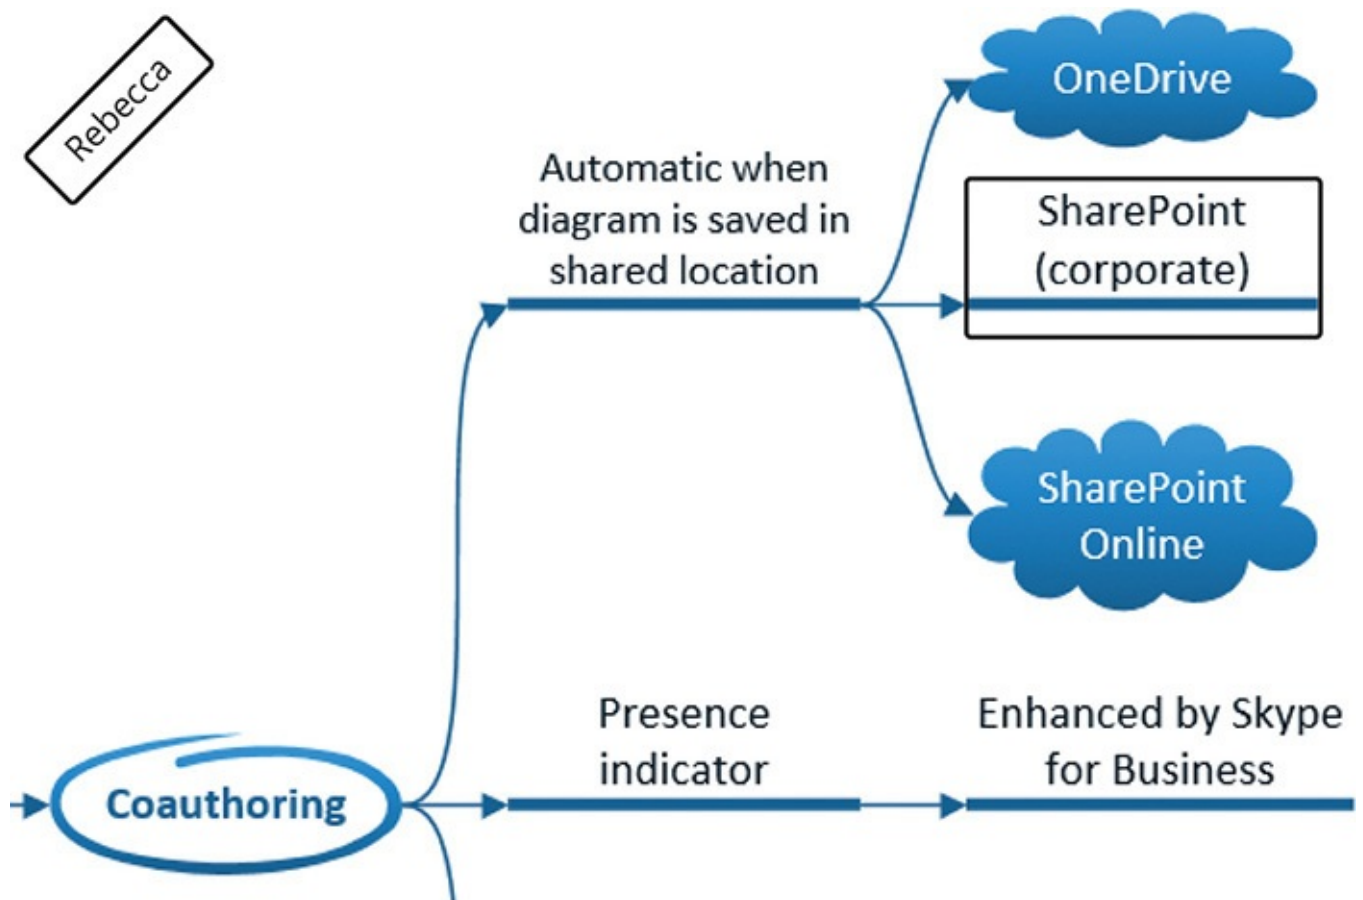 Rebecca
OneDrive
Automatic when
diagram is saved in
shared location
SharePoint
(corporate)
SharePoint
Online
Presence
indicator
Enhanced by Skype
for Business
Coauthoring